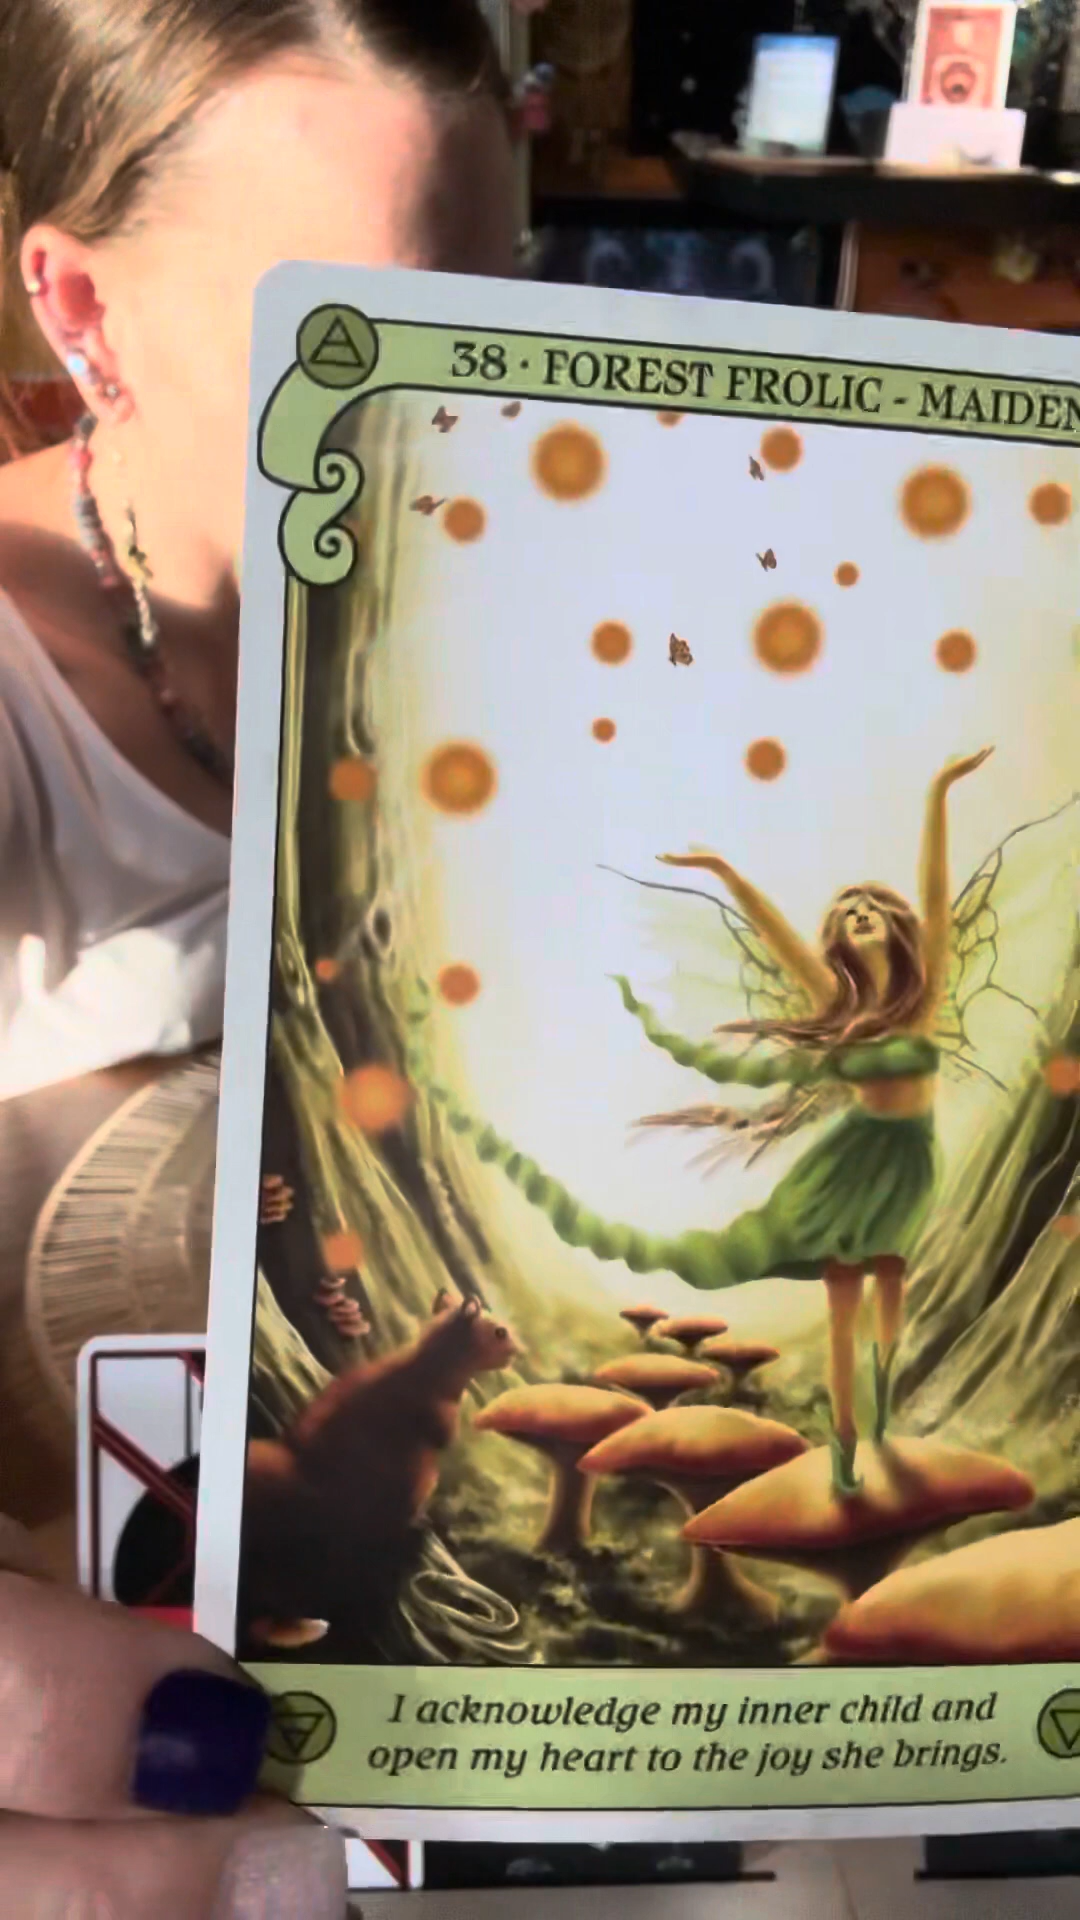 38 · FOREST FROLIC - MAIDEN
I acknowledge my inner child and
open my heart to the joy she brings.